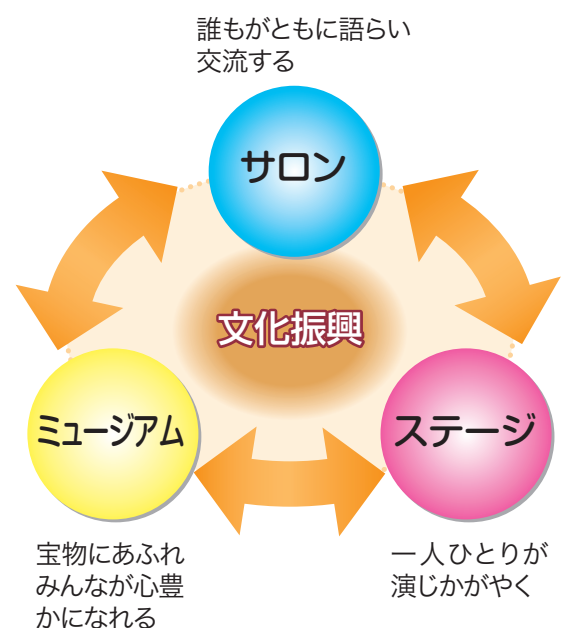 誰もがともに語らい
交流する
サロン
文化振興
ミュージアム
ステージ
宝物にあふれ
みんなが心豊
かになれる
一人ひとりが
演じかがやく